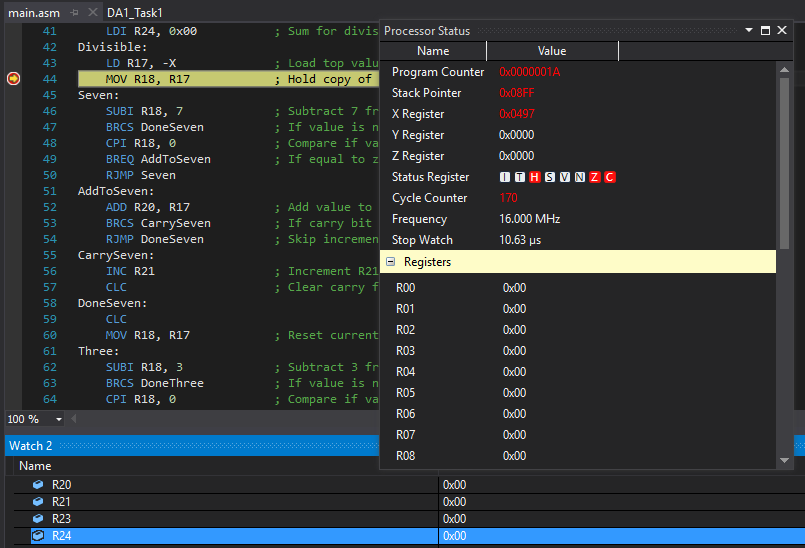 main.asm DA1_Task1
41 LDI R24, 0x00 ; Sum for divis
42 Divisible:
43 LD R17, -X ; Load top valu
44 MOV R18, R17 ; Hold copy of
45 Seven:
46 SUBI R18, 7 ; Subtract 7 fr
47 BRCS DoneSeven ; If value is n
48 CPI R18, 0 ; Compare if va
49 BREQ AddToSeven ; If equal to z
50 RJMP Seven
51 AddToSeven:
52 ADD R20, R17 ; Add value to
53 BRCS CarrySeven ; If carry bit
54 RJMP DoneSeven ; Skip incremen
55 CarrySeven:
56 INC R21 ; Increment R21
57 CLC ; Clear carry f
58 DoneSeven:
59 CLC
60 MOV R18, R17 ; Reset current
61 Three:
62 SUBI R18, 3 ; Subtract 3 fr
63 BRCS DoneThree ; If value is n
64 CPI R18, 0 ; Compare if va
100 %
Processor Status
Name Value
Program Counter 0x0000001A
Stack Pointer 0x08FF
X Register 0x0497
Y Register 0x0000
Z Register 0x0000
Status Register I T H S V N Z C
Cycle Counter 170
Frequency 16.000 MHz
Stop Watch 10.63 µs
Registers
R00 0x00
R01 0x00
R02 0x00
R03 0x00
R04 0x00
R05 0x00
R06 0x00
R07 0x00
R08 0x00
Watch 2
Name
R20 0x00
R21 0x00
R23 0x00
R24 0x00